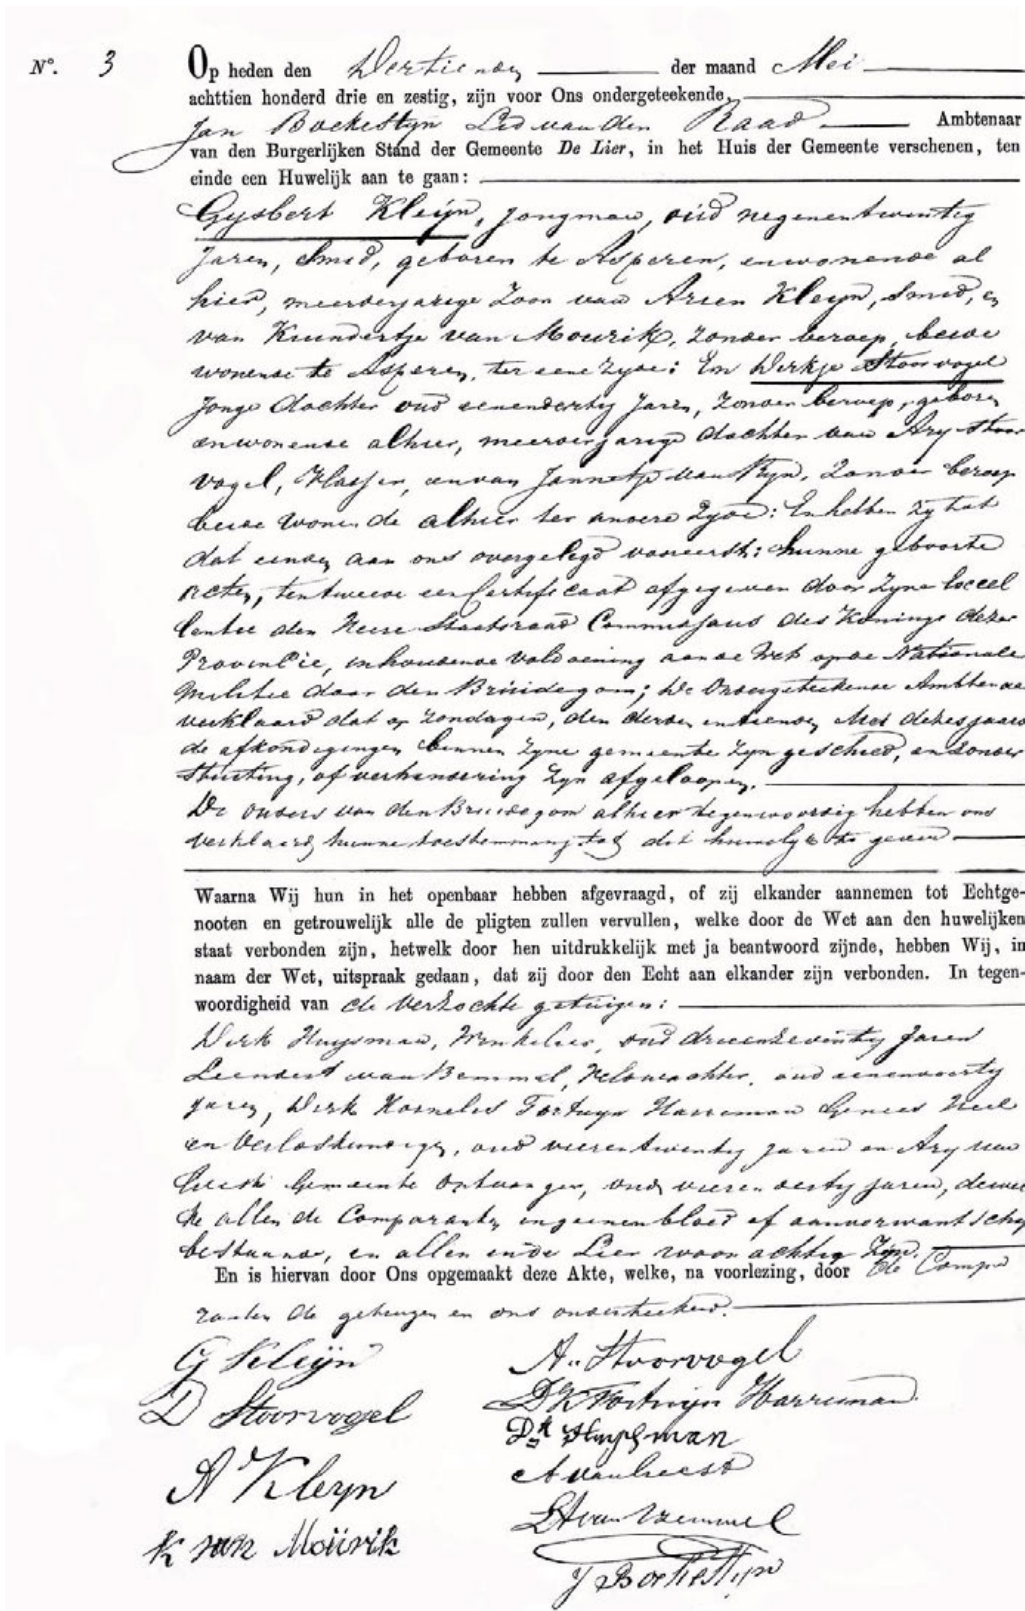 N°. 3 Op heden den Dertienden der maand Mei
achttien honderd drie en zestig, zijn voor Ons ondergeteekende,
Jan Boekestijn Lid van den Raad Ambtenaar
van den Burgerlijken Stand der Gemeente De Lier, in het Huis der Gemeente verschenen, ten
einde een Huwelijk aan te gaan:
Gysbert Kleyn, jongman, oud negenentwintig
Jaren, Smid, geboren te Asperen, en wonende al
hier, meerderjarige Zoon van Arien Kleyn, Smid, en
van Kundertje van Mourik, zonder beroep, beide
wonende te Asperen, ter eene zyde: En Dirkje Stoorvogel
Jonge dochter oud eenendertig Jaren, zonder beroep, geboren
en wonende alhier, meerderjarige dochter van Ary Stoor
vogel, en van Jannetje van Ryn, zonder beroep
beide wonende alhier ter andere zyde: En hebben zy tot
dat einde aan ons overgelegd vooreerst: hunne geboorte
acten, ten tweede een Certificaat afgegeven door Zyne Excel
lentie den Heere Staatsraad Commissaris des Konings dezer
Provincie, inhoudende voldoening aan de Wet op de Nationale
Militie door den Bruidegom; de Ondergeteekende Ambtenaar
verklaard dat op Zondagen, den derden en tienden Mei dezes jaars
de afkondigingen binnen zyne gemeente zyn geschied, en zonder
Stuiting, of verhindering zyn afgeloopen.
De ouders van den Bruidegom alhier tegenwoordig hebben ons
verklaard hunne toestemming tot dit huwelyk te geven
Waarna Wij hun in het openbaar hebben afgevraagd, of zij elkander aannemen tot Echtge-
nooten en getrouwelijk alle de pligten zullen vervullen, welke door de Wet aan den huwelijken
staat verbonden zijn, hetwelk door hen uitdrukkelijk met ja beantwoord zijnde, hebben Wij, in
naam der Wet, uitspraak gedaan, dat zij door den Echt aan elkander zijn verbonden. In tegen-
woordigheid van de verzochte getuigen:
Dirk Huysman, Winkelier, oud drieenzeventig Jaren
Leendert van Bemmel, Veldwachter, oud eenenveertig
jaren, Dirk Kornelis Fortuyn Harreman Genees Heel
en Verloskundige, oud vierentwintig jaren en Ary van
Geest Gemeente Ontvanger, oud vierendertig jaren, dewel
ke allen de Comparanten in geenen bloed of aanverwantschap
bestaande, en allen in de Lier woonachtig zyn.
En is hiervan door Ons opgemaakt deze Akte, welke, na voorlezing, door de Compa
ranten de getuigen en ons onderteekend.
G Kleijn A. Stoorvogel
D Stoorvogel D K Fortuijn Harreman
Dk Huysman
A Kleyn A van Geest
K van Moürik L van Bemmel
J Boekestijn